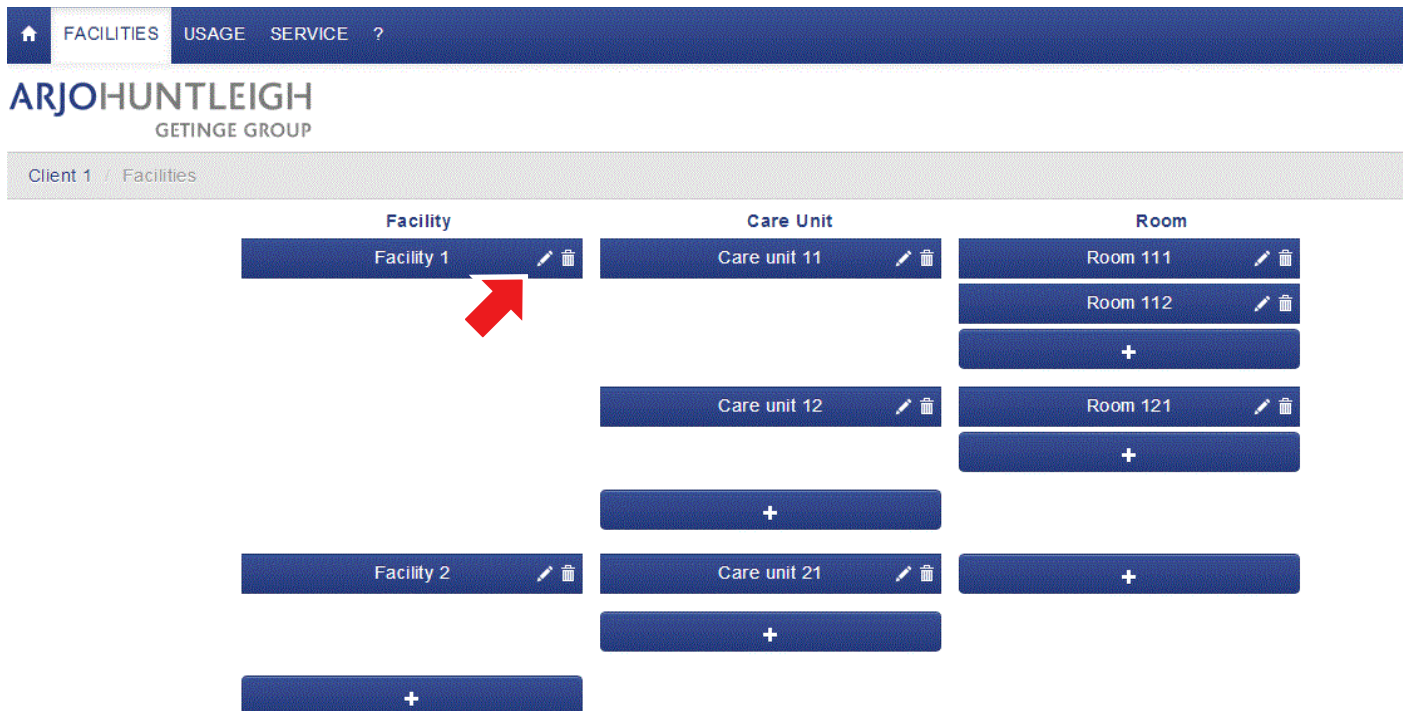 FACILITIES USAGE SERVICE ?
ARJOHUNTLEIGH
GETINGE GROUP
Client 1 / Facilities
Facility Care Unit Room
Facility 1 Care unit 11 Room 111
Room 112
+
Care unit 12 Room 121
+
+
Facility 2 Care unit 21 +
+
+